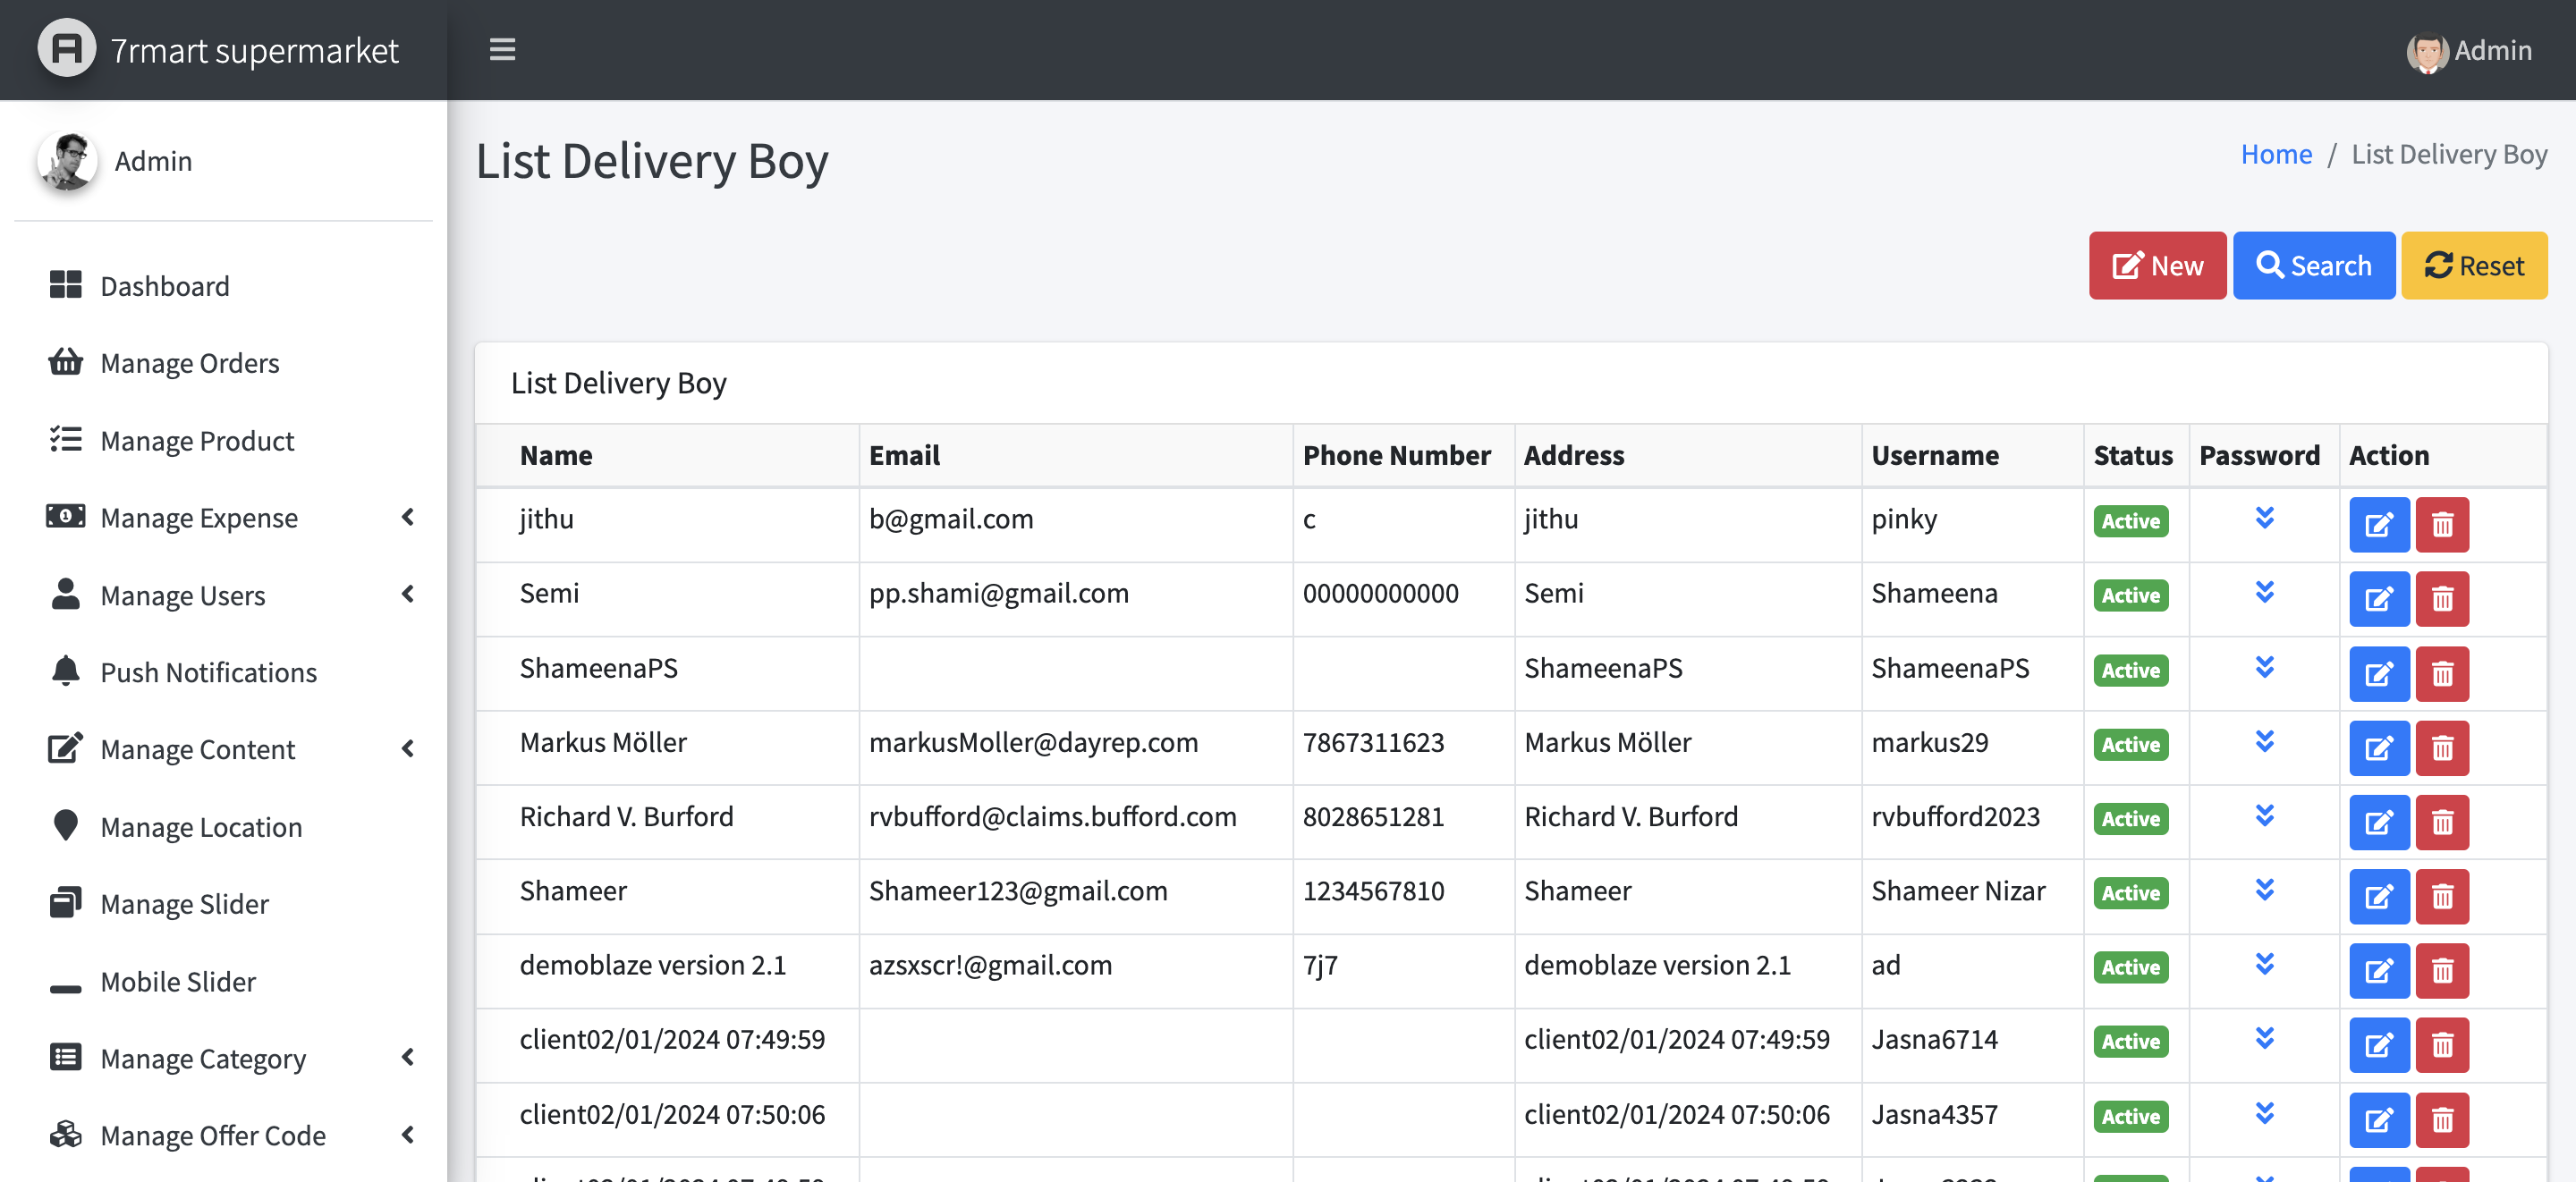 7rmart supermarket
Admin
Admin
List Delivery Boy
Home / List Delivery Boy
New Search Reset
Dashboard
Manage Orders
Manage Product
Manage Expense
Manage Users
Push Notifications
Manage Content
Manage Location
Manage Slider
Mobile Slider
Manage Category
Manage Offer Code
List Delivery Boy
Name Email Phone Number Address Username Status Password Action
jithu b@gmail.com c jithu pinky Active
Semi pp.shami@gmail.com 00000000000 Semi Shameena Active
ShameenaPS ShameenaPS ShameenaPS Active
Markus Möller markusMoller@dayrep.com 7867311623 Markus Möller markus29 Active
Richard V. Burford rvbufford@claims.bufford.com 8028651281 Richard V. Burford rvbufford2023 Active
Shameer Shameer123@gmail.com 1234567810 Shameer Shameer Nizar Active
demoblaze version 2.1 azsxscr!@gmail.com 7j7 demoblaze version 2.1 ad Active
client02/01/2024 07:49:59 client02/01/2024 07:49:59 Jasna6714 Active
client02/01/2024 07:50:06 client02/01/2024 07:50:06 Jasna4357 Active